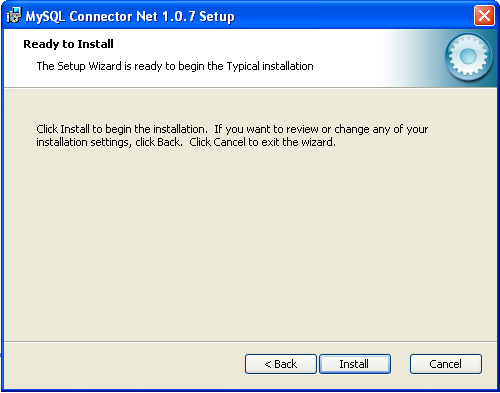 MySQL Connector Net 1.0.7 Setup
Ready to Install
The Setup Wizard is ready to begin the Typical installation
Click Install to begin the installation.  If you want to review or change any of your
installation settings, click Back.  Click Cancel to exit the wizard.
< Back
Install
Cancel